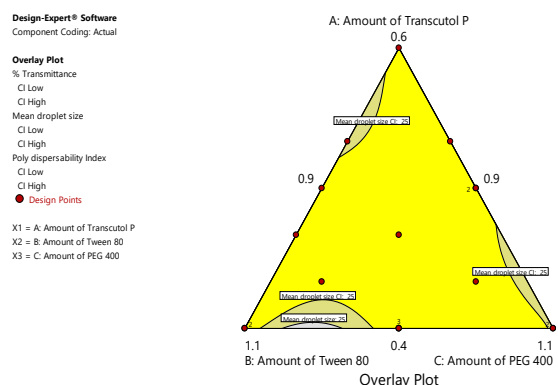 Design-Expert® Software
Component Coding: Actual
Overlay Plot
% Transmittance
CI Low
CI High
Mean droplet size
CI Low
CI High
Poly dispersability Index
CI Low
CI High
Design Points
X1 = A: Amount of Transcutol P
X2 = B: Amount of Tween 80
X3 = C: Amount of PEG 400
A: Amount of Transcutol P
0.6
Mean droplet size CI: 25
0.9
2
0.9
Mean droplet size CI: 25
Mean droplet size CI: 25
Mean droplet size: 25
3
1.1
0.4
1.1
B: Amount of Tween 80
C: Amount of PEG 400
Overlay Plot